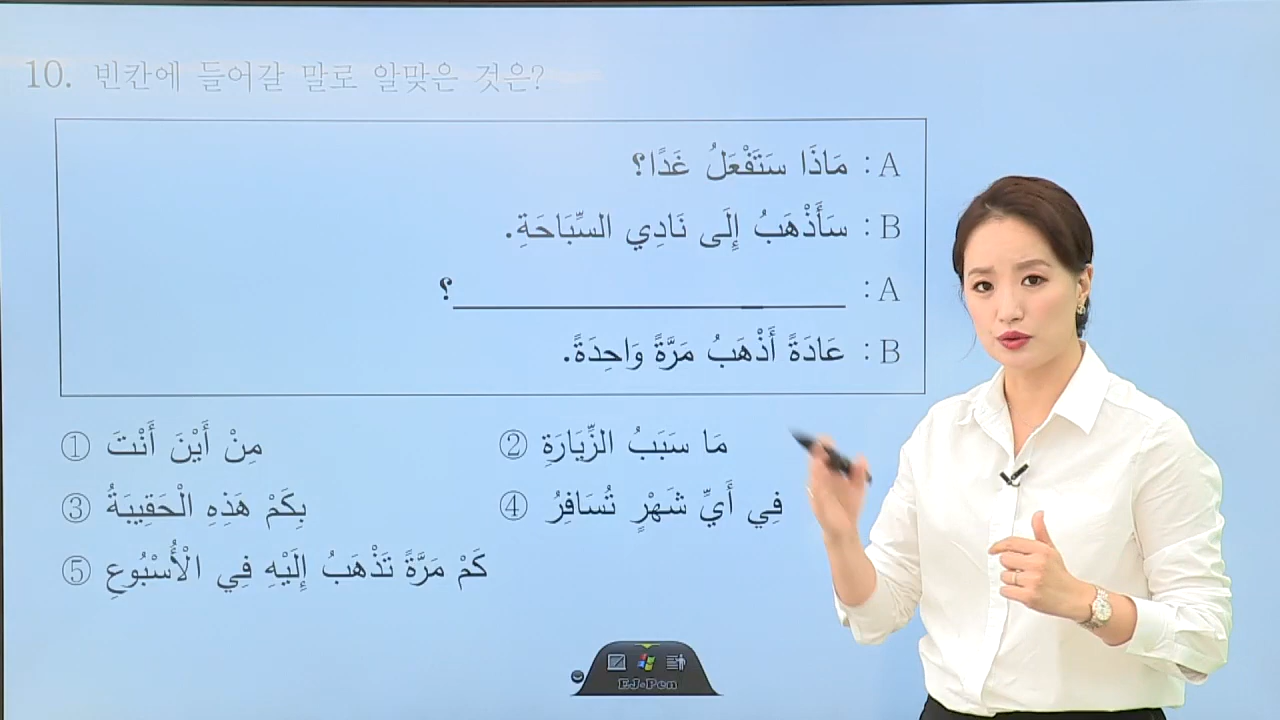 10. 빈칸에 들어갈 말로 알맞은 것은?
A : مَاذَا سَتَفْعَلُ غَدًا؟
B : سَأَذْهَبُ إِلَى نَادِي السِّبَاحَةِ.
A : ____________________؟
B : عَادَةً أَذْهَبُ مَرَّةً وَاحِدَةً.
① مِنْ أَيْنَ أَنْتَ
② مَا سَبَبُ الزِّيَارَةِ
③ بِكَمْ هَذِهِ الْحَقِيبَةُ
④ فِي أَيِّ شَهْرٍ تُسَافِرُ
⑤ كَمْ مَرَّةً تَذْهَبُ إِلَيْهِ فِي الْأُسْبُوعِ
EJ-Pen